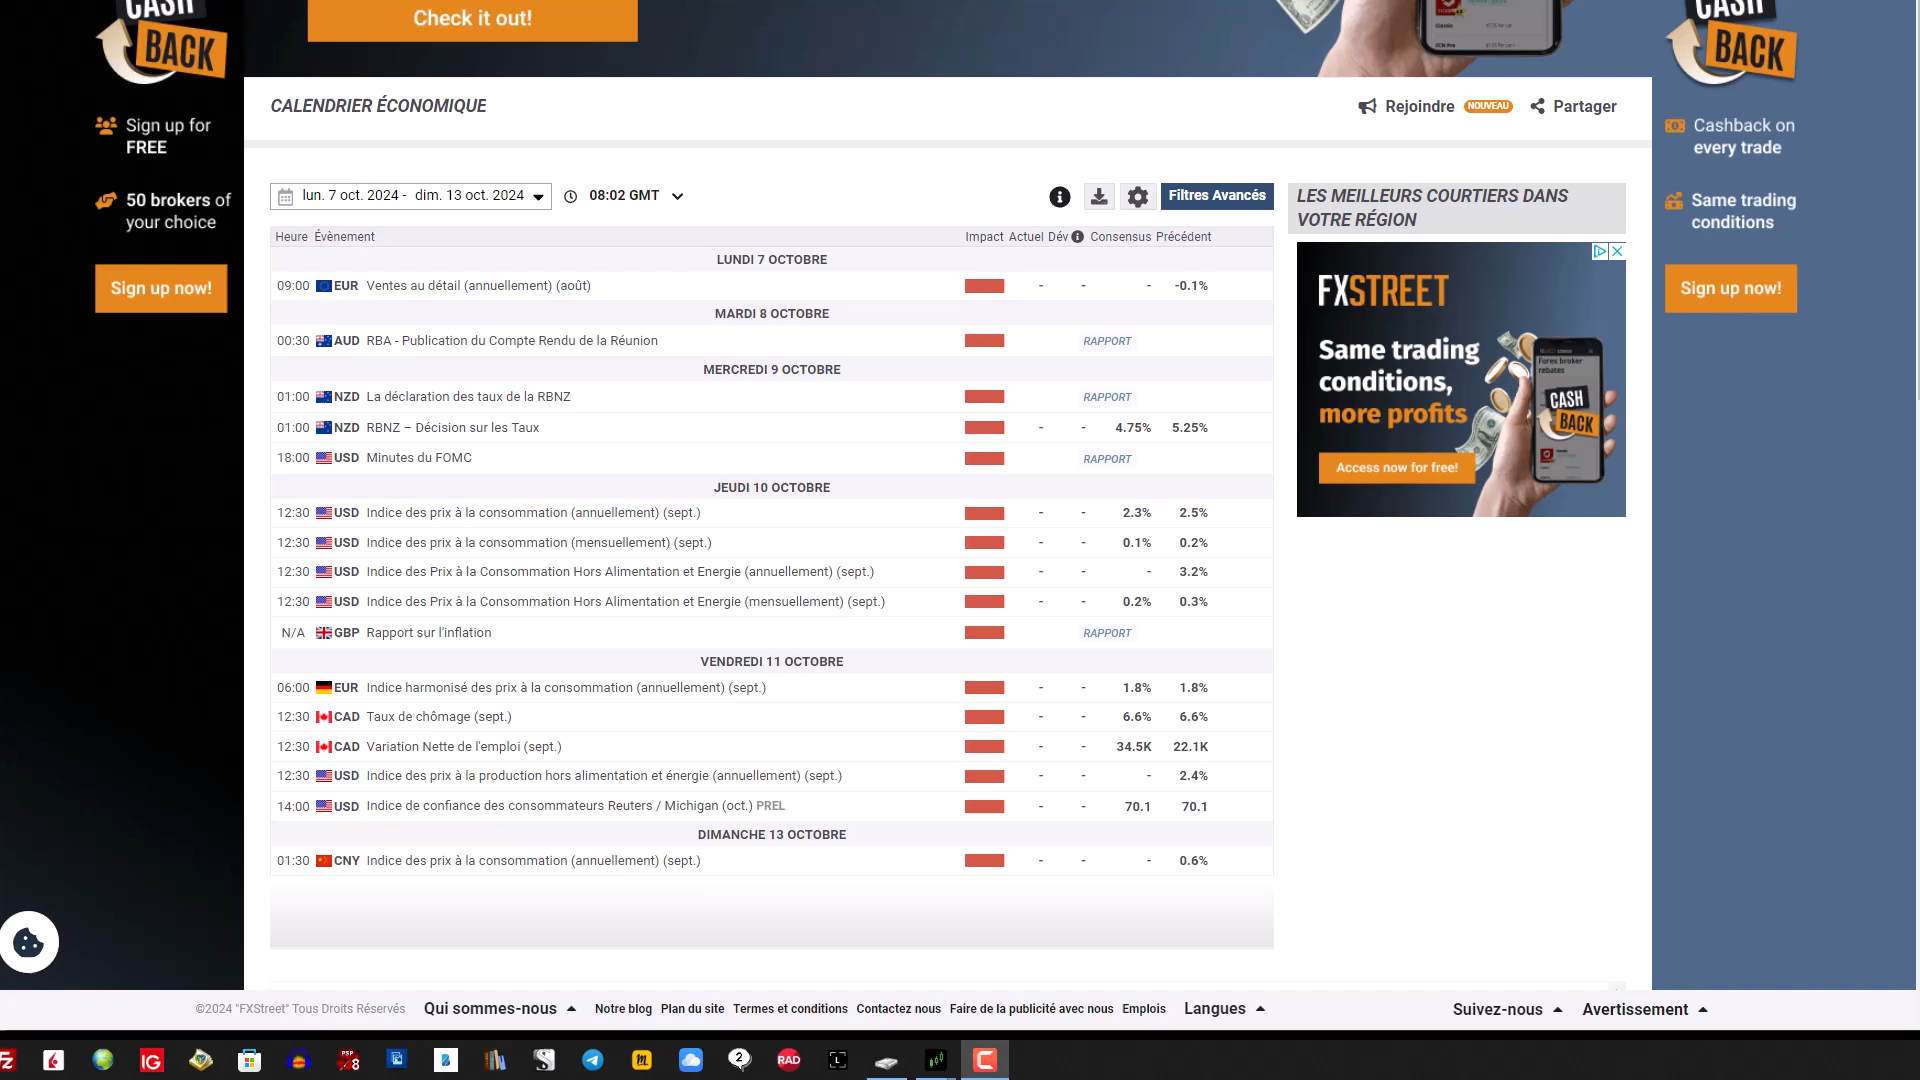 CASH
BACK
Sign up for
FREE
50 brokers of
your choice
Sign up now!
Check it out!
CALENDRIER ÉCONOMIQUE
Rejoindre NOUVEAU Partager
lun. 7 oct. 2024 - dim. 13 oct. 2024 08:02 GMT Filtres Avancés
Heure Évènement Impact Actuel Dév Consensus Précédent
LUNDI 7 OCTOBRE
09:00 EUR Ventes au détail (annuellement) (août) - - - -0.1%
MARDI 8 OCTOBRE
00:30 AUD RBA - Publication du Compte Rendu de la Réunion RAPPORT
MERCREDI 9 OCTOBRE
01:00 NZD La déclaration des taux de la RBNZ RAPPORT
01:00 NZD RBNZ – Décision sur les Taux - - 4.75% 5.25%
18:00 USD Minutes du FOMC RAPPORT
JEUDI 10 OCTOBRE
12:30 USD Indice des prix à la consommation (annuellement) (sept.) - - 2.3% 2.5%
12:30 USD Indice des prix à la consommation (mensuellement) (sept.) - - 0.1% 0.2%
12:30 USD Indice des Prix à la Consommation Hors Alimentation et Energie (annuellement) (sept.) - - - 3.2%
12:30 USD Indice des Prix à la Consommation Hors Alimentation et Energie (mensuellement) (sept.) - - 0.2% 0.3%
N/A GBP Rapport sur l'inflation RAPPORT
VENDREDI 11 OCTOBRE
06:00 EUR Indice harmonisé des prix à la consommation (annuellement) (sept.) - - 1.8% 1.8%
12:30 CAD Taux de chômage (sept.) - - 6.6% 6.6%
12:30 CAD Variation Nette de l'emploi (sept.) - - 34.5K 22.1K
12:30 USD Indice des prix à la production hors alimentation et énergie (annuellement) (sept.) - - - 2.4%
14:00 USD Indice de confiance des consommateurs Reuters / Michigan (oct.) PREL - - 70.1 70.1
DIMANCHE 13 OCTOBRE
01:30 CNY Indice des prix à la consommation (annuellement) (sept.) - - - 0.6%
LES MEILLEURS COURTIERS DANS
VOTRE RÉGION
FXSTREET
Same trading
conditions,
more profits
Access now for free!
Forex broker
rebates
CASH
BACK
CASH
BACK
Cashback on
every trade
Same trading
conditions
Sign up now!
©2024 "FXStreet" Tous Droits Réservés Qui sommes-nous Notre blog Plan du site Termes et conditions Contactez nous Faire de la publicité avec nous Emplois Langues Suivez-nous Avertissement
IG PSP 8 B S m 2 RAD L C